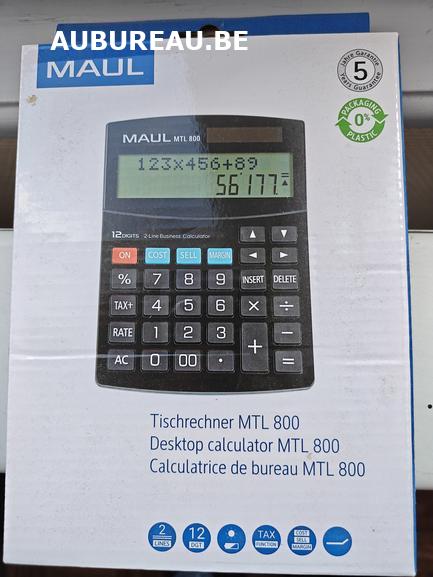 AUBUREAU.BE
MAUL
Jahre Garantie
5
Years Guarantee
PACKAGING
0%
PLASTIC
MAUL MTL 800
123x456+89
56'177.
12 DIGITS 2-Line Business Calculator
ON COST SELL MARGIN
% 7 8 9 INSERT DELETE
TAX+ 4 5 6 × ÷
RATE 1 2 3 + −
AC 0 00 . =
Tischrechner MTL 800
Desktop calculator MTL 800
Calculatrice de bureau MTL 800
2 LINES
12 DGT
TAX FUNCTION
COST SELL MARGIN